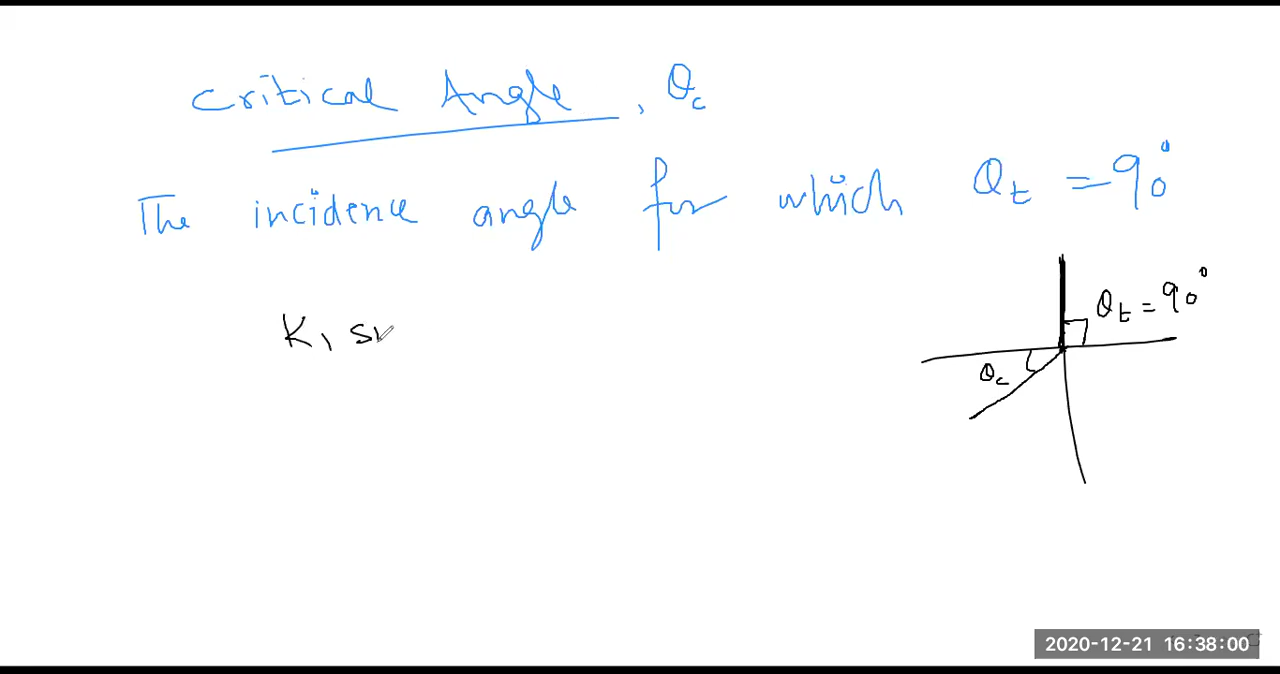 Critical Angle, θc
The incidence angle for which θt = 90°
θt = 90°
K1 si
θc
2020-12-21 16:38:00